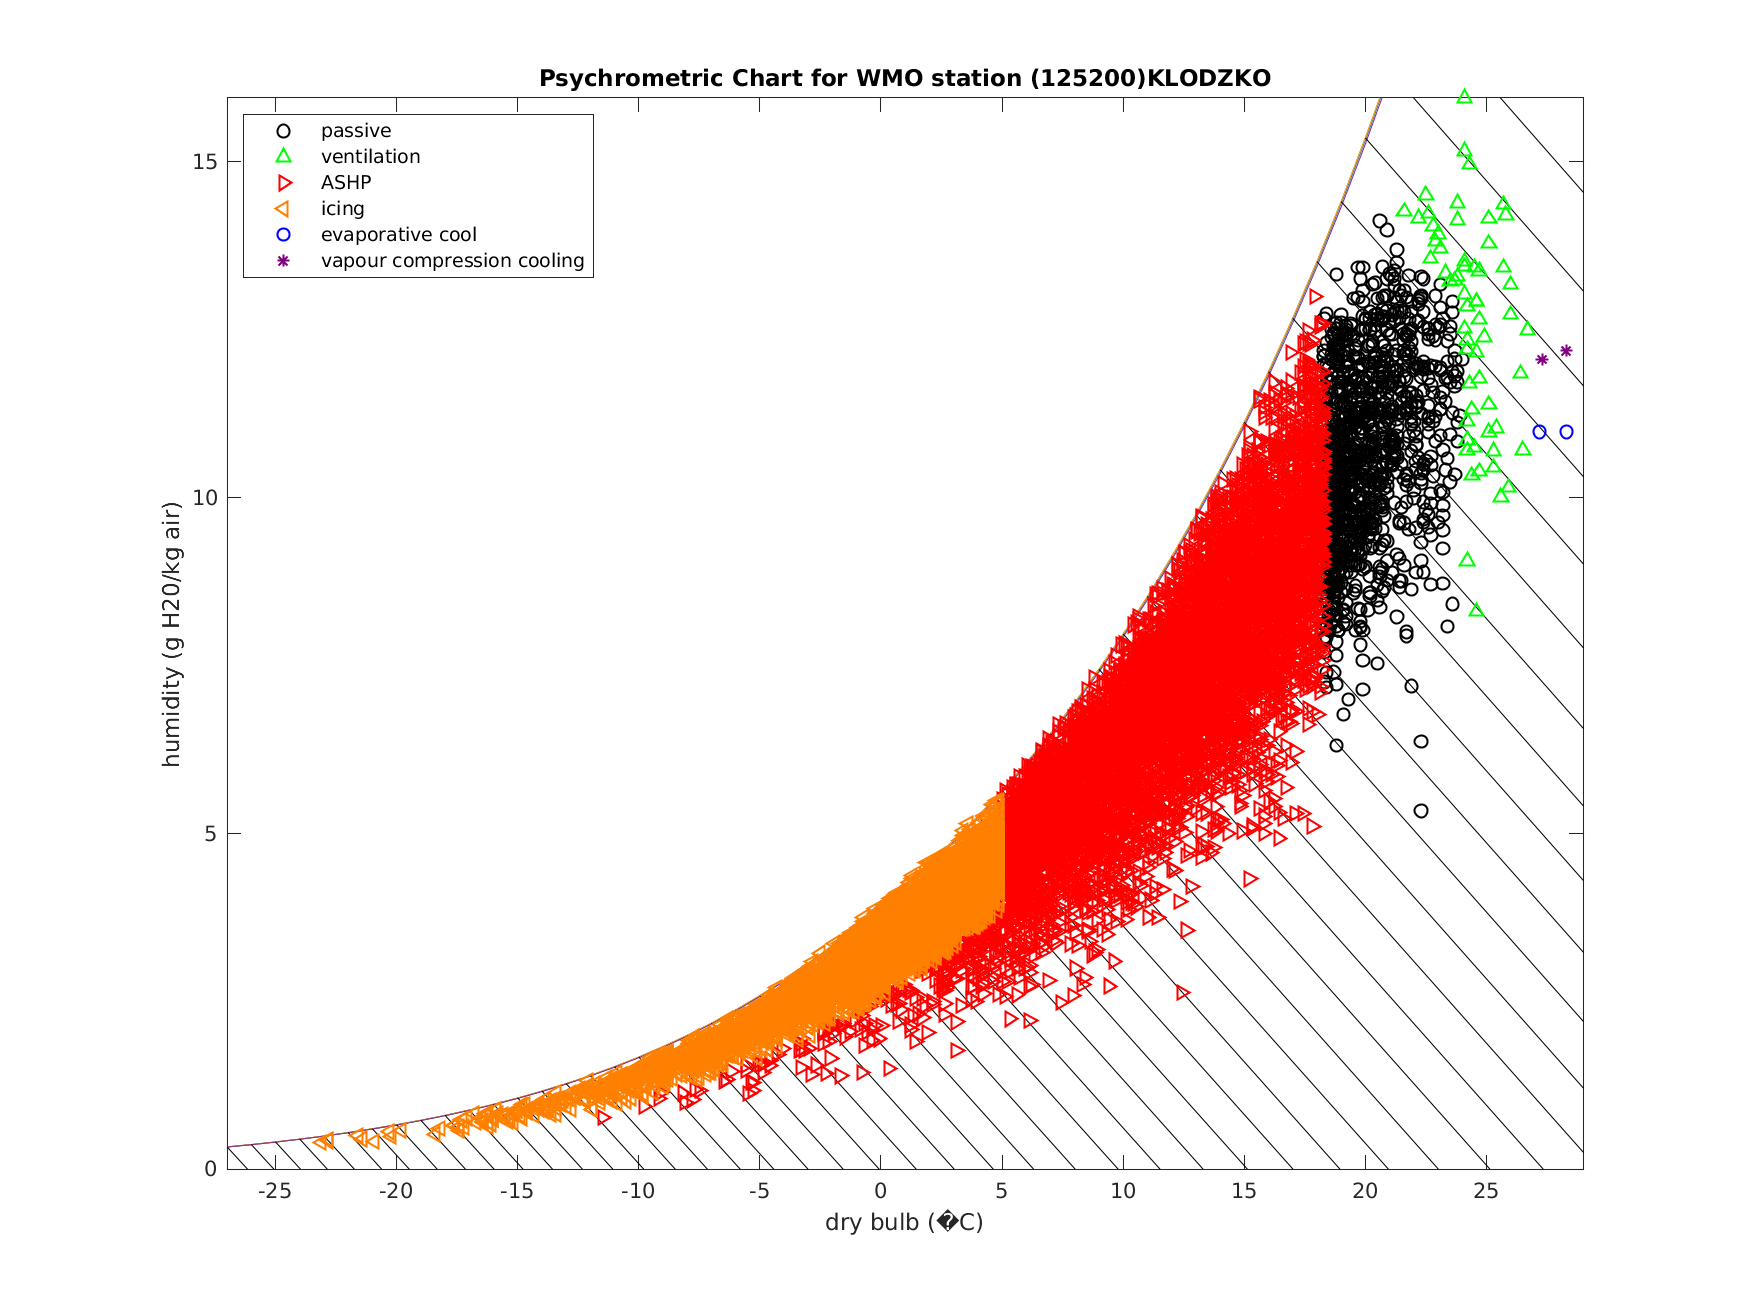 Psychrometric Chart for WMO station (125200)KLODZKO
passive
ventilation
ASHP
icing
evaporative cool
vapour compression cooling
15
10
5
0
humidity (g H20/kg air)
-25 -20 -15 -10 -5 0 5 10 15 20 25
dry bulb (�C)